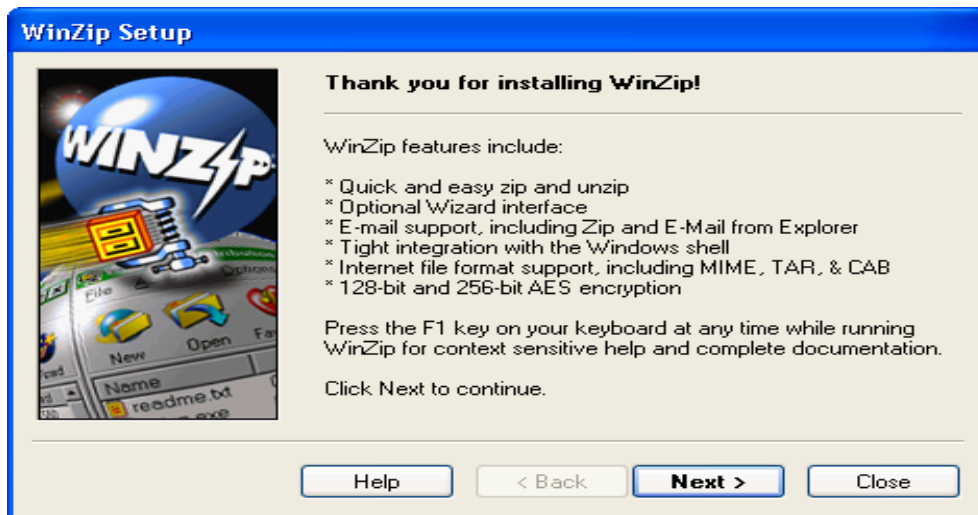 WinZip Setup
WINZIP
File
Options
New
Open
Name
readme.txt
Thank you for installing WinZip!
WinZip features include:
* Quick and easy zip and unzip
* Optional Wizard interface
* E-mail support, including Zip and E-Mail from Explorer
* Tight integration with the Windows shell
* Internet file format support, including MIME, TAR, & CAB
* 128-bit and 256-bit AES encryption
Press the F1 key on your keyboard at any time while running
WinZip for context sensitive help and complete documentation.
Click Next to continue.
Help
< Back
Next >
Close